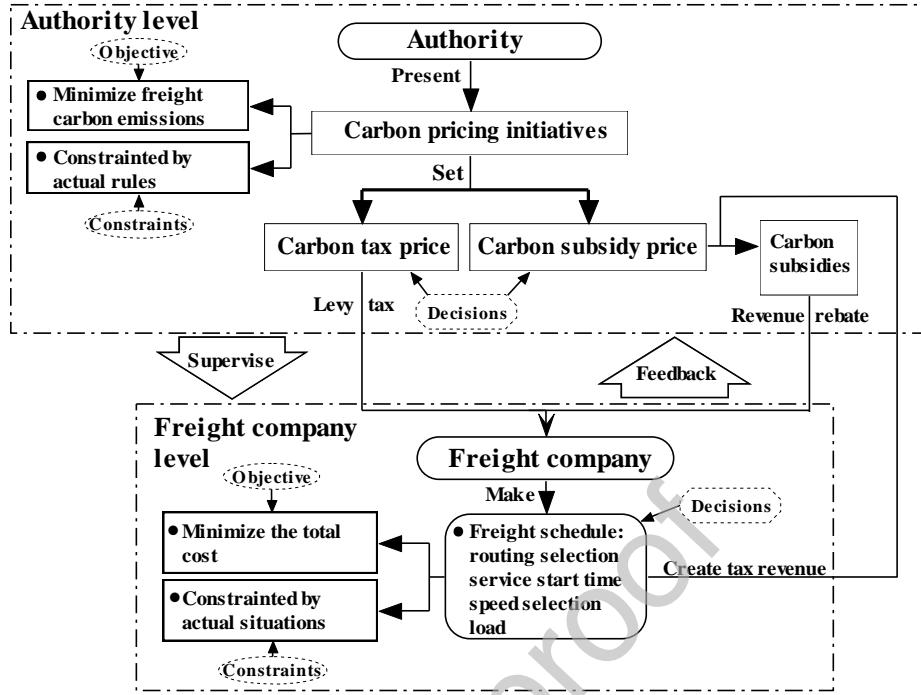 Authority level
Objective
Authority
Present
● Minimize freight
carbon emissions
Carbon pricing initiatives
● Constrainted by
actual rules
Set
Constraints
Carbon tax price
Carbon subsidy price
Carbon
subsidies
Levy tax
Decisions
Revenue rebate
Supervise
Feedback
Freight company
level
Freight company
Objective
Make
Decisions
● Minimize the total
cost
● Freight schedule:
routing selection
service start time
speed selection
load
Create tax revenue
● Constrainted by
actual situations
Constraints
proof